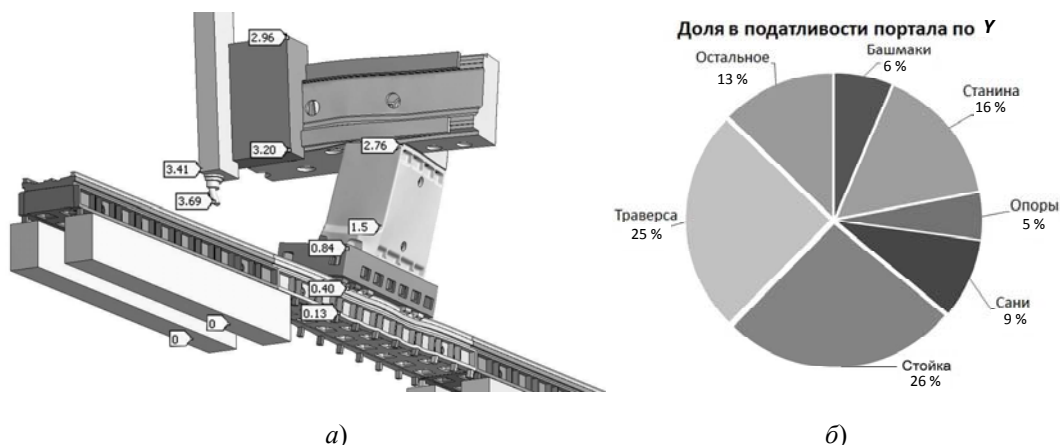 2.96
3.20
2.76
3.41
3.69
1.5
0.84
0.40
0.13
0
0
Доля в податливости портала по Y
Остальное
13 %
Башмаки
6 %
Станина
16 %
Траверса
25 %
Опоры
5 %
Сани
9 %
Стойка
26 %
а)
б)